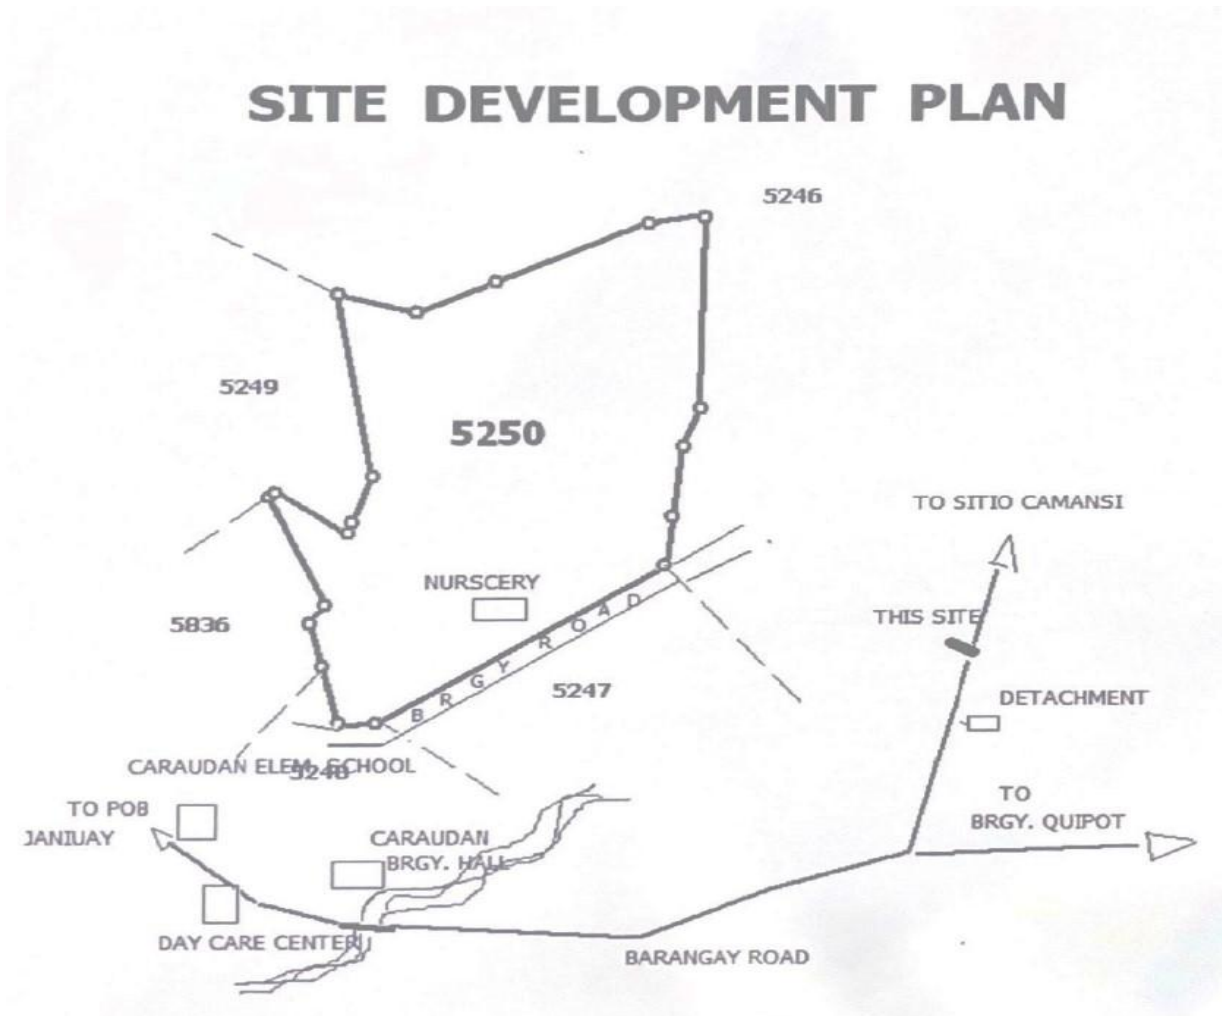 SITE DEVELOPMENT PLAN
5246
5249
5250
TO SITIO CAMANSI
NURSCERY
THIS SITE
5836
BRGY ROAD
5247
DETACHMENT
CARAUDAN ELEM. SCHOOL
5248
TO POB
JANIUAY
TO
BRGY. QUIPOT
CARAUDAN
BRGY. HALL
DAY CARE CENTER
BARANGAY ROAD